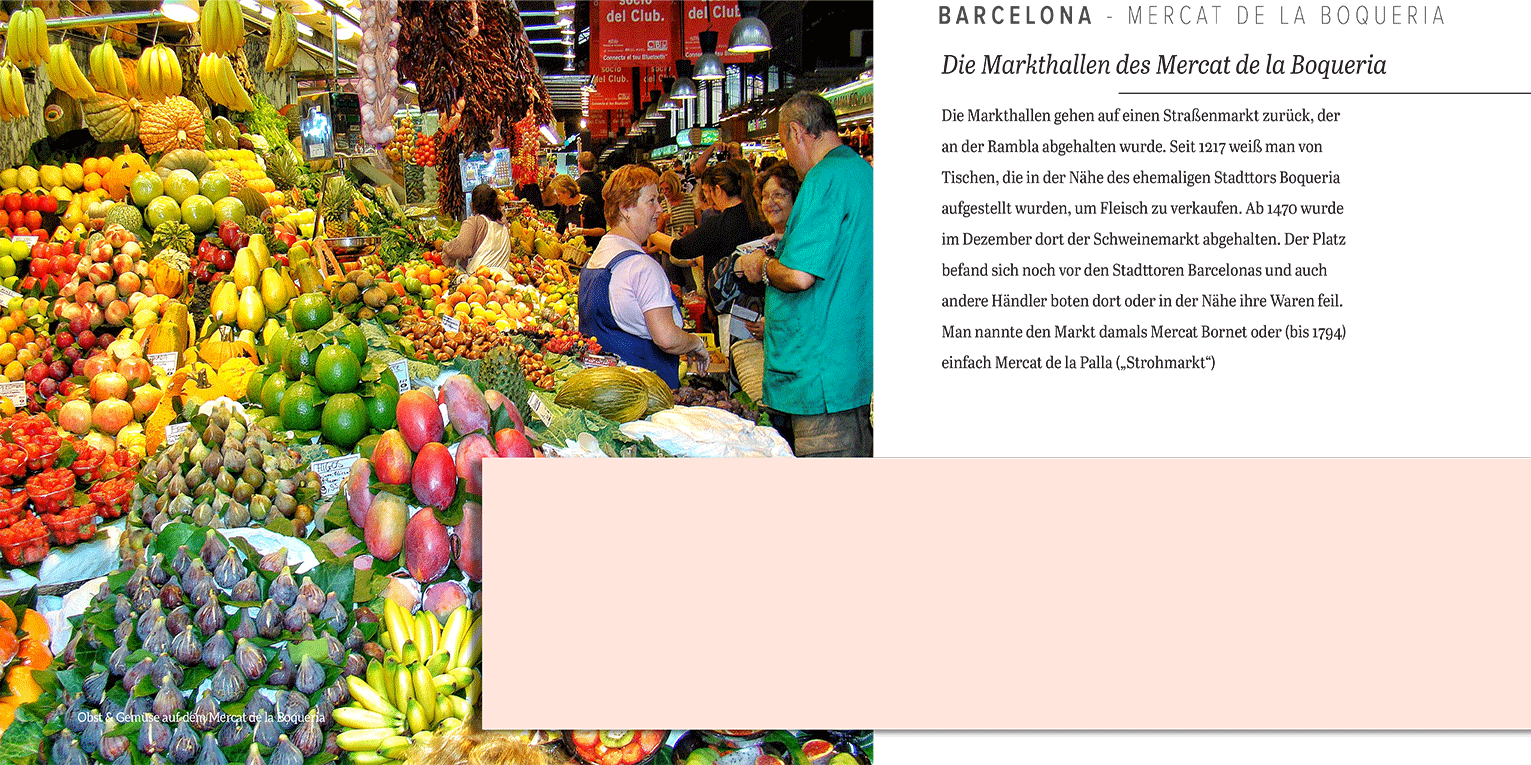 socio
del Club.
del Club.
Connecta el teu Bluetooth
socio
del Club.
BARCELONA - MERCAT DE LA BOQUERIA
Die Markthallen des Mercat de la Boqueria
Die Markthallen gehen auf einen Straßenmarkt zurück, der
an der Rambla abgehalten wurde. Seit 1217 weiß man von
Tischen, die in der Nähe des ehemaligen Stadttors Boqueria
aufgestellt wurden, um Fleisch zu verkaufen. Ab 1470 wurde
im Dezember dort der Schweinemarkt abgehalten. Der Platz
befand sich noch vor den Stadttoren Barcelonas und auch
andere Händler boten dort oder in der Nähe ihre Waren feil.
Man nannte den Markt damals Mercat Bornet oder (bis 1794)
einfach Mercat de la Palla („Strohmarkt“)
HIGOS
Obst & Gemüse auf dem Mercat de la Boqueria